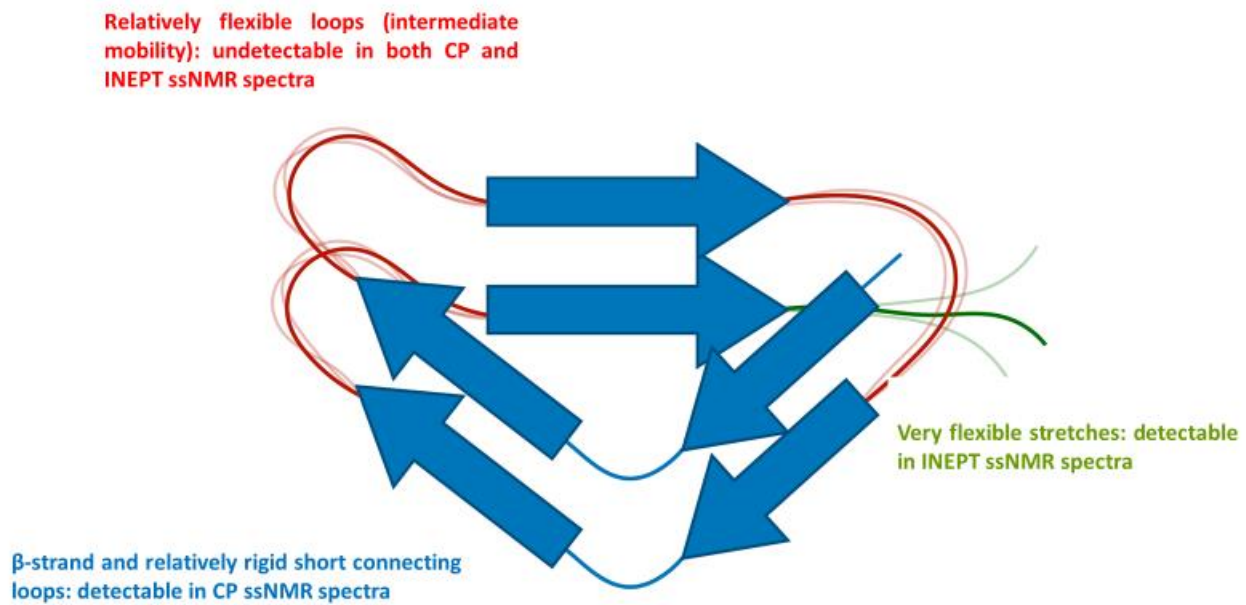 Relatively flexible loops (intermediate
mobility): undetectable in both CP and
INEPT ssNMR spectra
Very flexible stretches: detectable
in INEPT ssNMR spectra
β-strand and relatively rigid short connecting
loops: detectable in CP ssNMR spectra